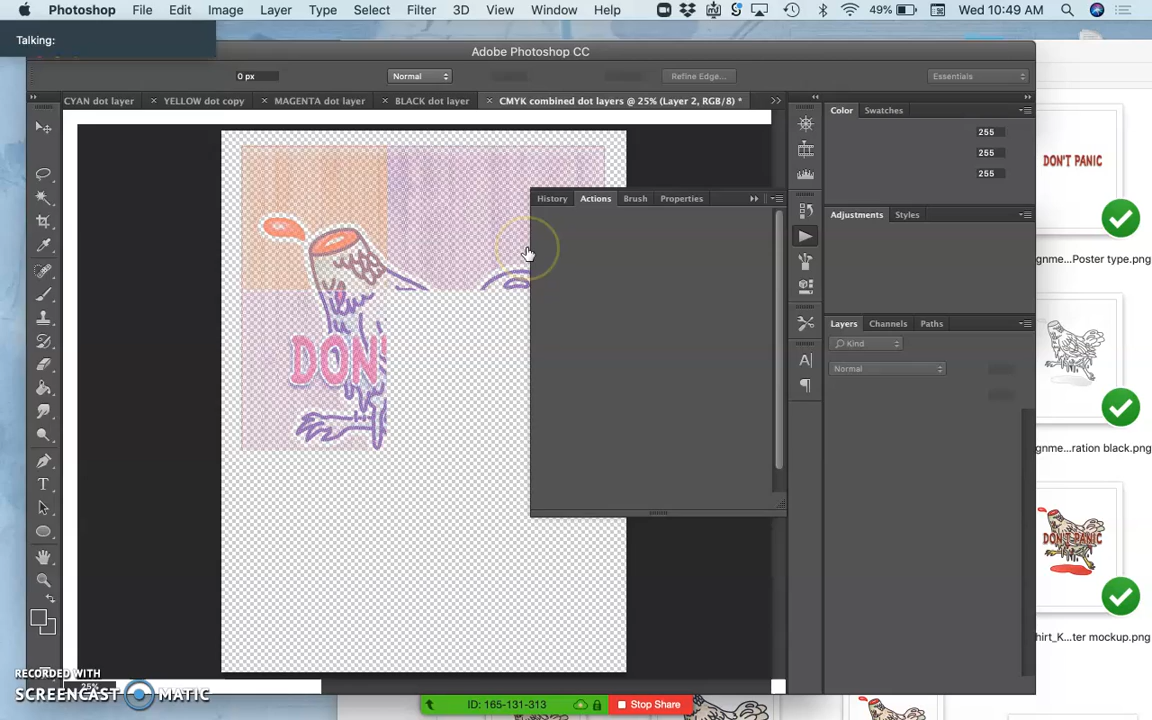 Photoshop File Edit Image Layer Type Select Filter 3D View Window Help 49% Wed 10:49 AM
Talking:
Adobe Photoshop CC
0 px Normal Refine Edge... Essentials
CYAN dot layer × YELLOW dot copy × MAGENTA dot layer × BLACK dot layer × CMYK combined dot layers @ 25% (Layer 2, RGB/8) *
Color Swatches
255
255
255
DON'T PANIC
History Actions Brush Properties
Adjustments Styles
gnme...Poster type.png
Layers Channels Paths
Kind
Normal
DON'
gnme...ration black.png
DON'T PANIC
hirt_K...ter mockup.png
RECORDED WITH
SCREENCAST MATIC
25%
ID: 165-131-313 Stop Share